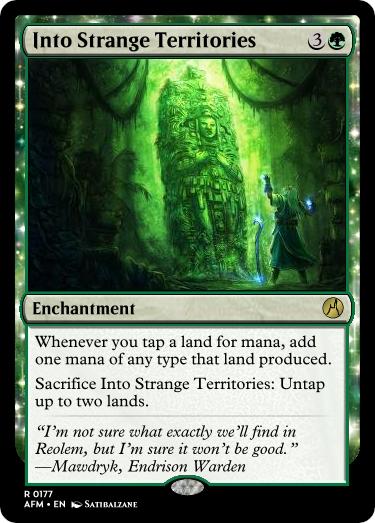 Into Strange Territories 3
Enchantment
Whenever you tap a land for mana, add
one mana of any type that land produced.
Sacrifice Into Strange Territories: Untap
up to two lands.
“I’m not sure what exactly we’ll find in
Reolem, but I’m sure it won’t be good.”
—Mawdryk, Endrison Warden
R 0177
AFM • EN Satibalzane